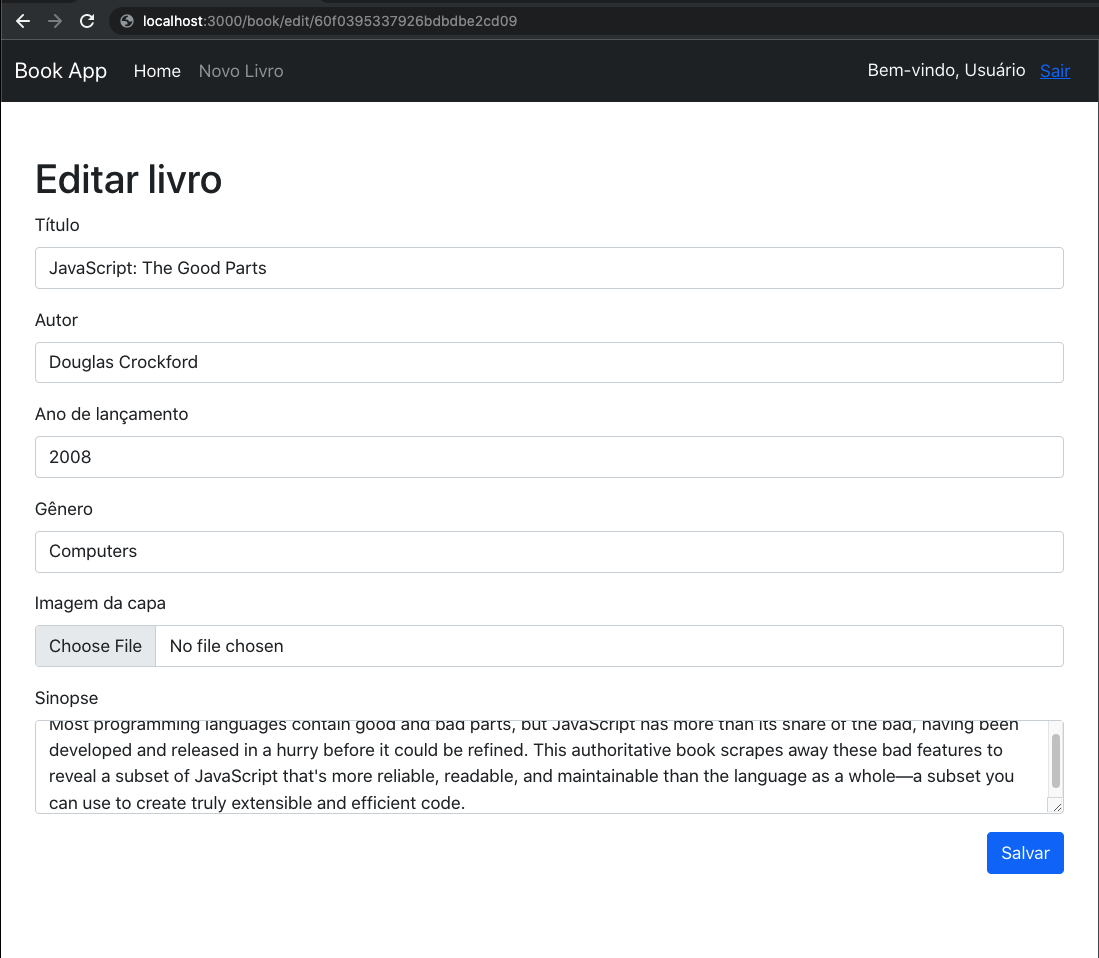 localhost:3000/book/edit/60f0395337926bdbdbe2cd09
Book App Home Novo Livro Bem-vindo, Usuário Sair
Editar livro
Título
JavaScript: The Good Parts
Autor
Douglas Crockford
Ano de lançamento
2008
Gênero
Computers
Imagem da capa
Choose File No file chosen
Sinopse
Most programming languages contain good and bad parts, but JavaScript has more than its share of the bad, having been
developed and released in a hurry before it could be refined. This authoritative book scrapes away these bad features to
reveal a subset of JavaScript that's more reliable, readable, and maintainable than the language as a whole—a subset you
can use to create truly extensible and efficient code.
Salvar